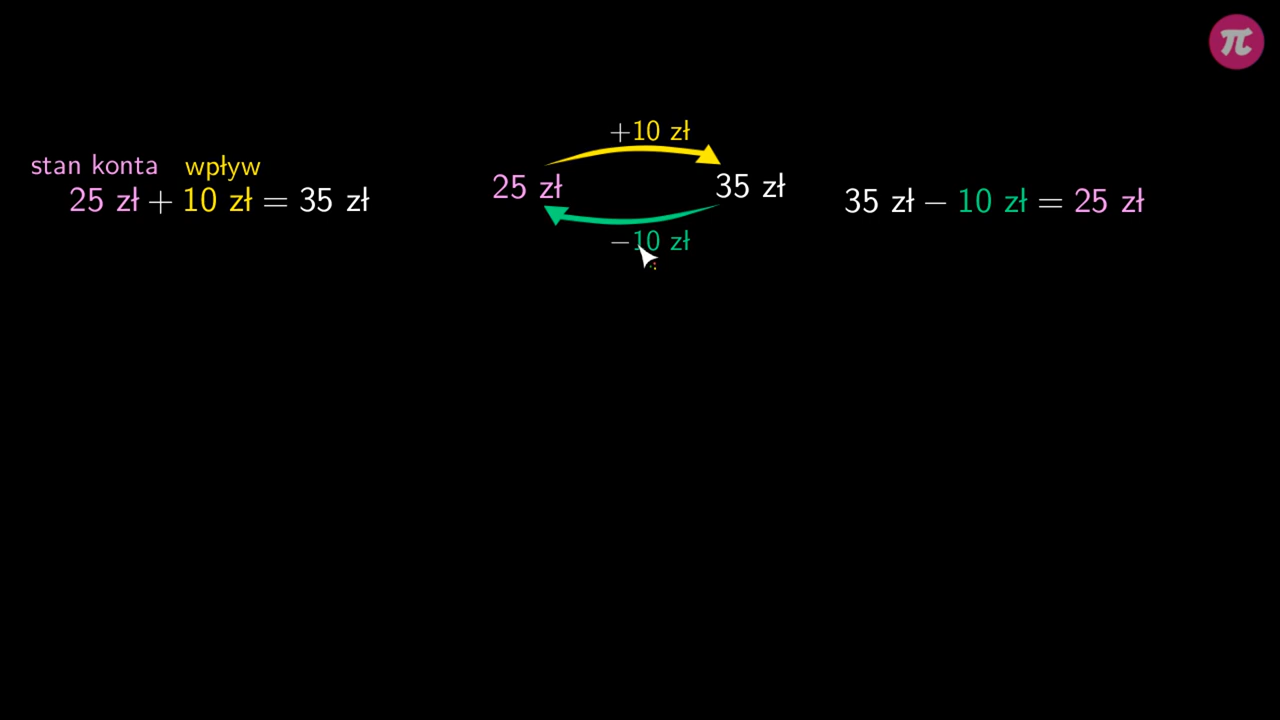 stan konta wpływ
25 zł + 10 zł = 35 zł
+10 zł
25 zł 35 zł
−10 zł
35 zł − 10 zł = 25 zł
π